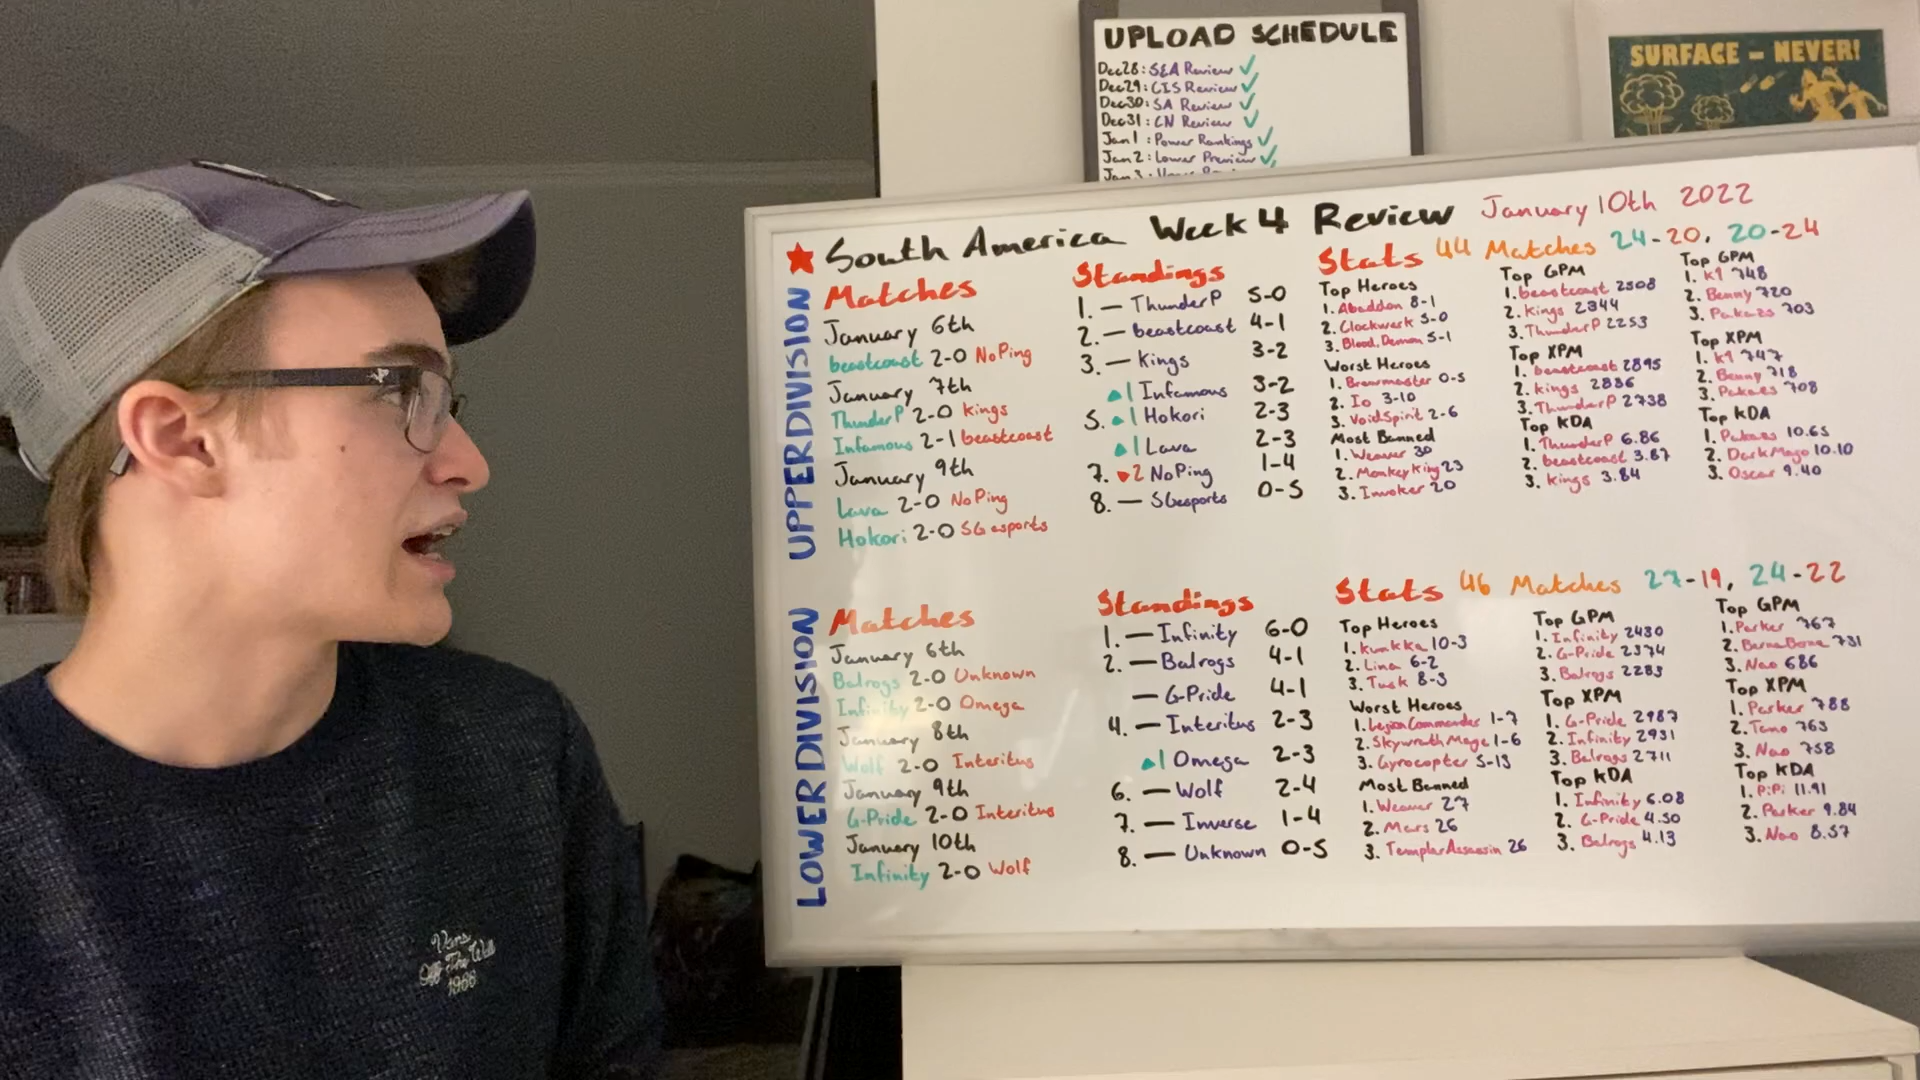 UPLOAD SCHEDULE
Dec28: SEA Review ✓
Dec29: CIS Review ✓
Dec30: SA Review ✓
Dec31: CN Review ✓
Jan 1: Power Rankings ✓
Jan 2: Lower Preview ✓
Jan 3:
SURFACE - NEVER!
★ South America Week 4 Review January 10th 2022
UPPER DIVISION
Matches
January 6th
beastcoast 2-0 NoPing
January 7th
ThunderP 2-0 kings
Infamous 2-1 beastcoast
January 9th
Lava 2-0 NoPing
Hokori 2-0 SG esports
Standings
1. — ThunderP 5-0
2. — beastcoast 4-1
3. — Kings 3-2
▲1 Infamous 3-2
5. ▲1 Hokori 2-3
▲1 Lava 2-3
7. ▼2 NoPing 1-4
8. — SGesports 0-5
Stats 44 Matches 24-20, 20-24
Top Heroes
1. Abaddon 8-1
2. Clockwerk 5-0
3. Blood, Demon 5-1
Worst Heroes
1. Brewmaster 0-5
2. Io 3-10
3. Void Spirit 2-6
Most Banned
1. Weaver 30
2. Monkey King 23
3. Invoker 20
Top GPM
1. beastcoast 2508
2. Kings 2344
3. ThunderP 2253
Top XPM
1. beastcoast 2895
2. kings 2836
3. ThunderP 2738
Top KDA
1. ThunderP 6.86
2. beastcoast 3.87
3. kings 3.84
Top GPM
1. K1 748
2. Benny 720
3. Pakazs 703
Top XPM
1. K1 747
2. Benny 718
3. Pakazs 708
Top KDA
1. Pakazs 10.65
2. DarkMago 10.10
3. Oscar 9.40
LOWER DIVISION
Matches
January 6th
Balrogs 2-0 Unknown
Infinity 2-0 Omega
January 8th
Wolf 2-0 Interitus
January 9th
G-Pride 2-0 Interitus
January 10th
Infinity 2-0 Wolf
Standings
1. — Infinity 6-0
2. — Balrogs 4-1
— G-Pride 4-1
4. — Interitus 2-3
▲1 Omega 2-3
6. — Wolf 2-4
7. — Inverse 1-4
8. — Unknown 0-5
Stats 46 Matches 27-19, 24-22
Top Heroes
1. Kunkka 10-3
2. Lina 6-2
3. Tusk 8-3
Worst Heroes
1. Legion Commander 1-7
2. Skywrath Mage 1-6
3. Gyrocopter 5-13
Most Banned
1. Weaver 27
2. Mars 26
3. Templar Assassin 26
Top GPM
1. Infinity 2430
2. G-Pride 2374
3. Balrogs 2283
Top XPM
1. G-Pride 2987
2. Infinity 2931
3. Balrogs 2711
Top KDA
1. Infinity 6.08
2. G-Pride 4.50
3. Balrogs 4.13
Top GPM
1. Parker 767
2. BernaBerna 731
3. Nao 686
Top XPM
1. Parker 788
2. Tano 763
3. Nao 758
Top KDA
1. PiPi 11.91
2. Parker 9.84
3. Nao 8.57
Vans
Off The Wall
1966